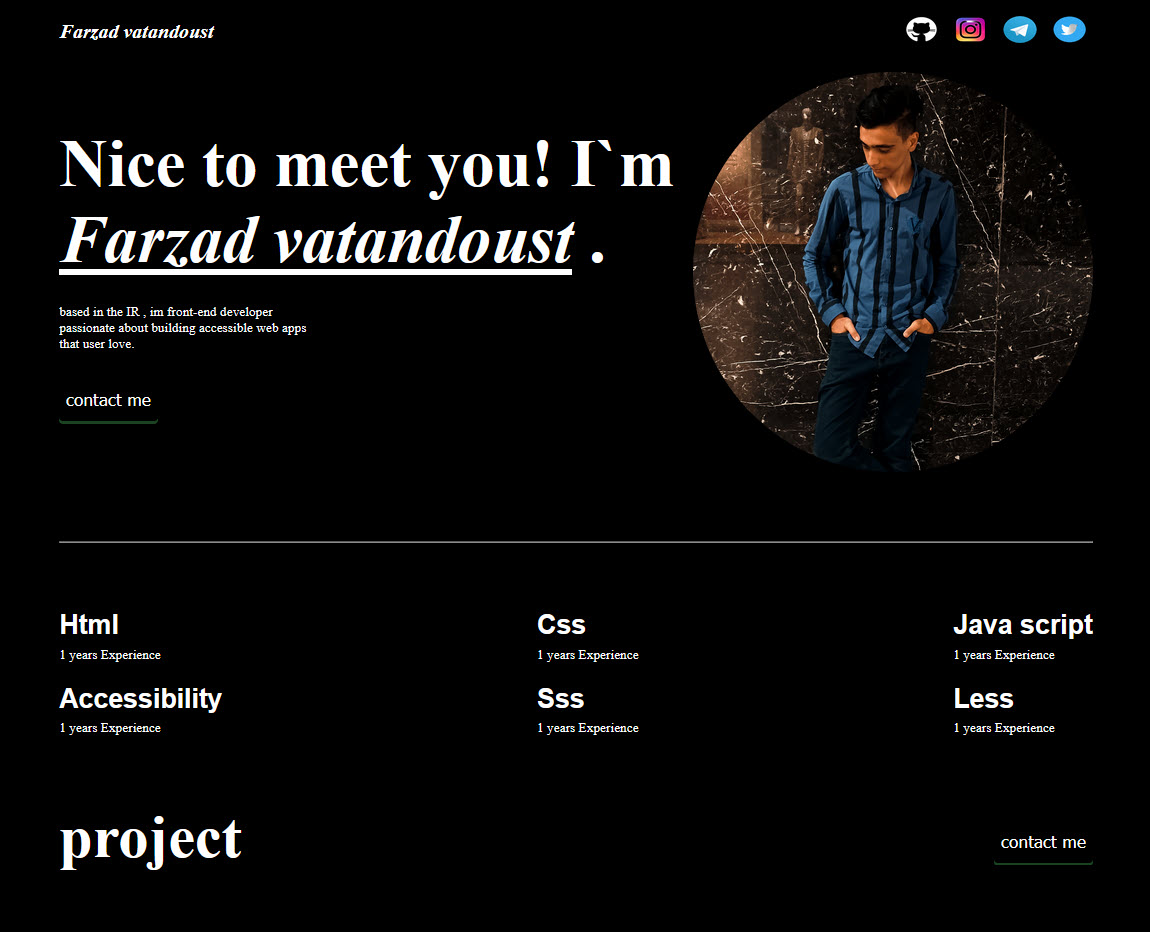 Farzad vatandoust
Nice to meet you! I`m
Farzad vatandoust .
based in the IR , im front-end developer
passionate about building accessible web apps
that user love.
contact me
Html
Css
Java script
1 years Experience
1 years Experience
1 years Experience
Accessibility
Sss
Less
1 years Experience
1 years Experience
1 years Experience
project
contact me